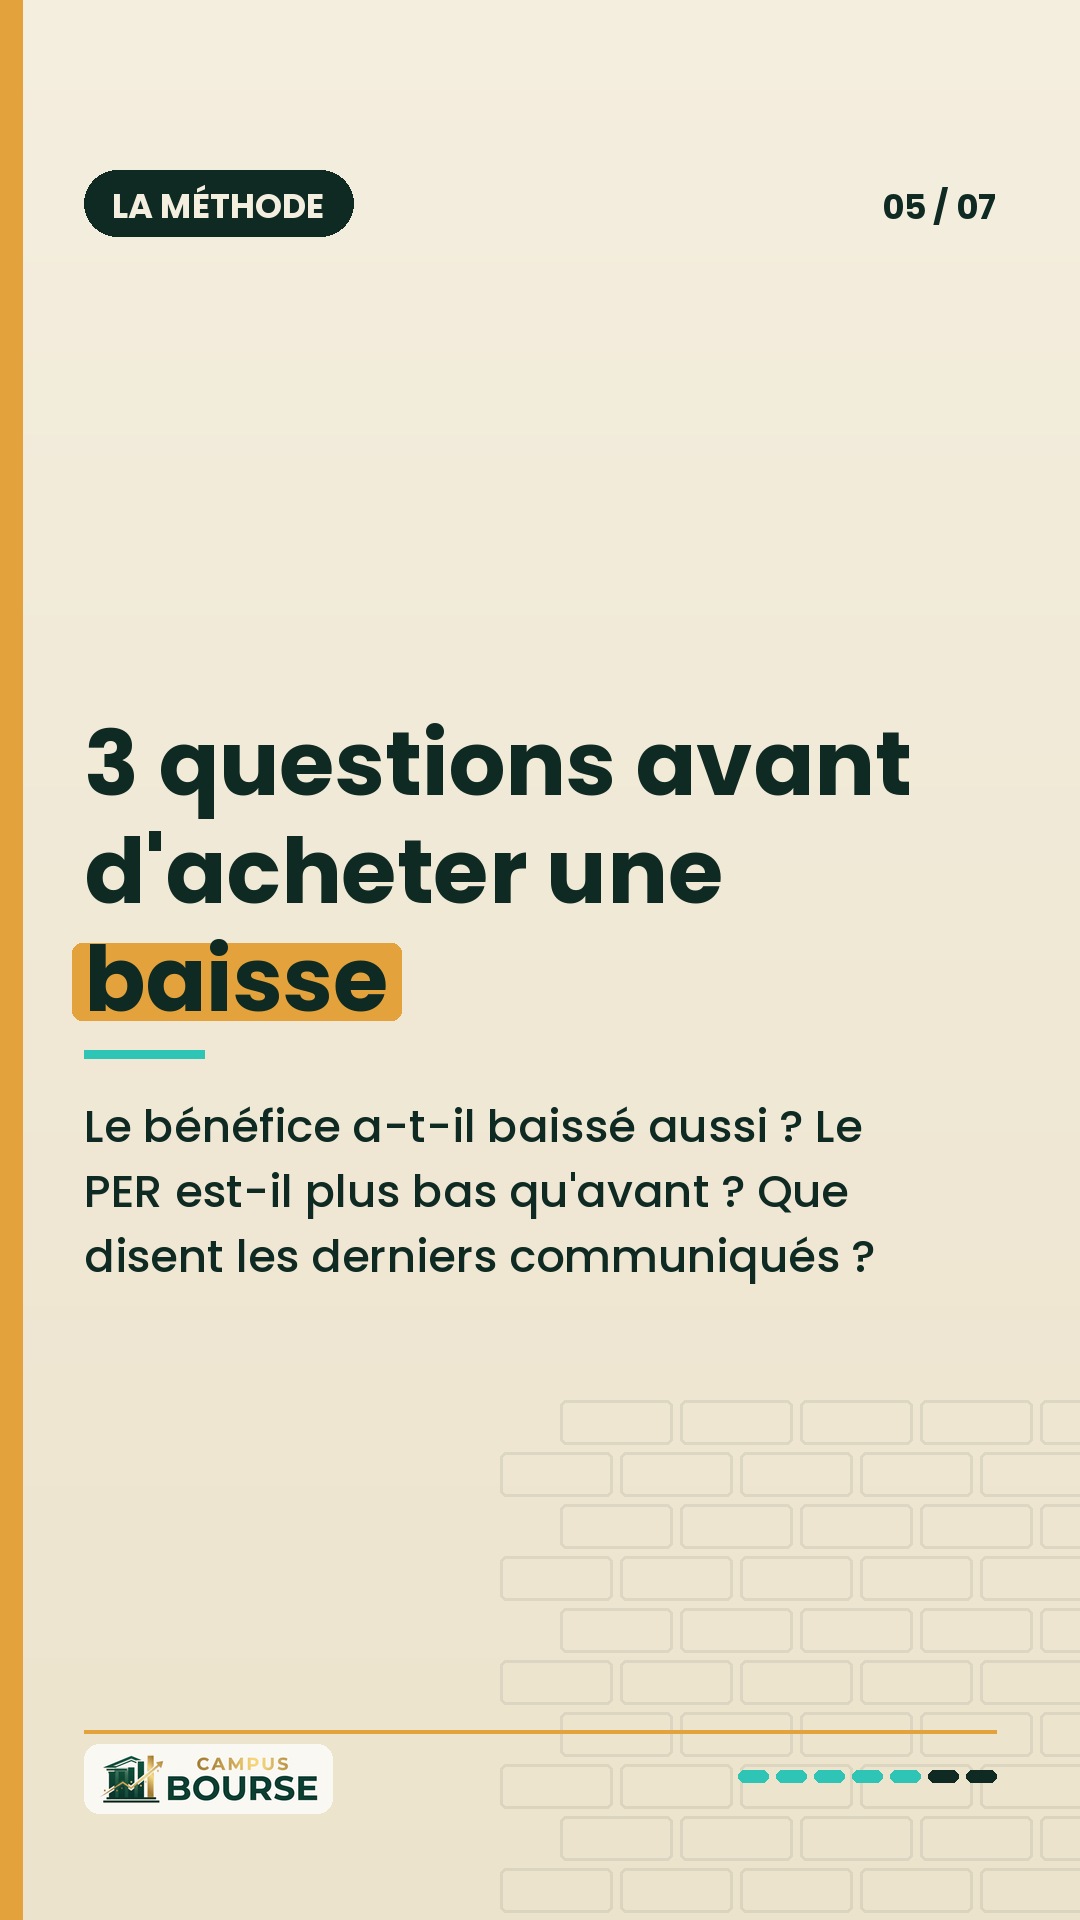 LA MÉTHODE
05 / 07
3 questions avant
d'acheter une
baisse
Le bénéfice a-t-il baissé aussi ? Le
PER est-il plus bas qu'avant ? Que
disent les derniers communiqués ?
CAMPUS
BOURSE